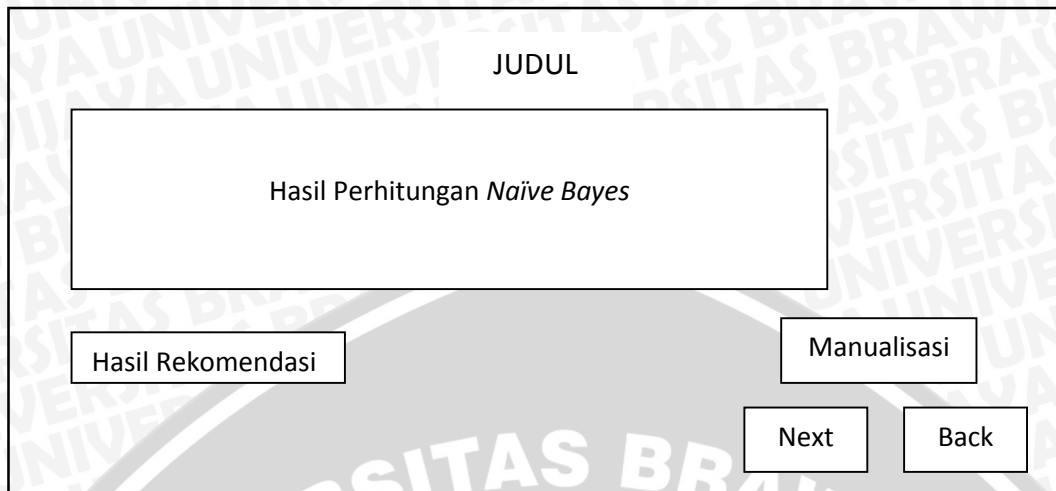 JUDUL
Hasil Perhitungan Naïve Bayes
Hasil Rekomendasi
Manualisasi
Next
Back